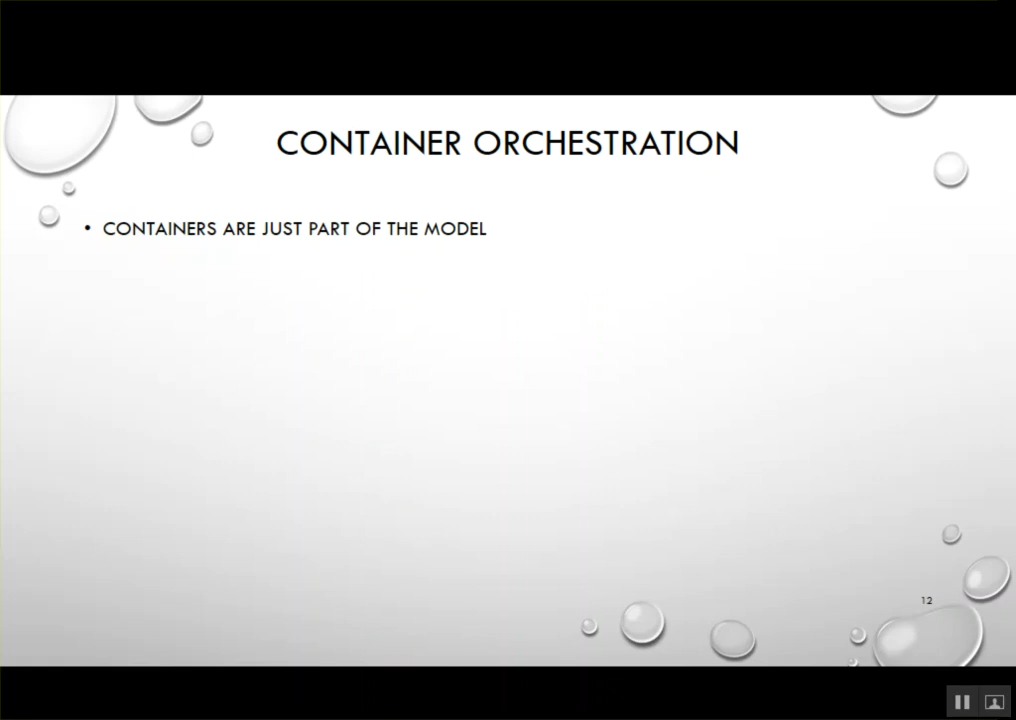 CONTAINER ORCHESTRATION
• CONTAINERS ARE JUST PART OF THE MODEL
12